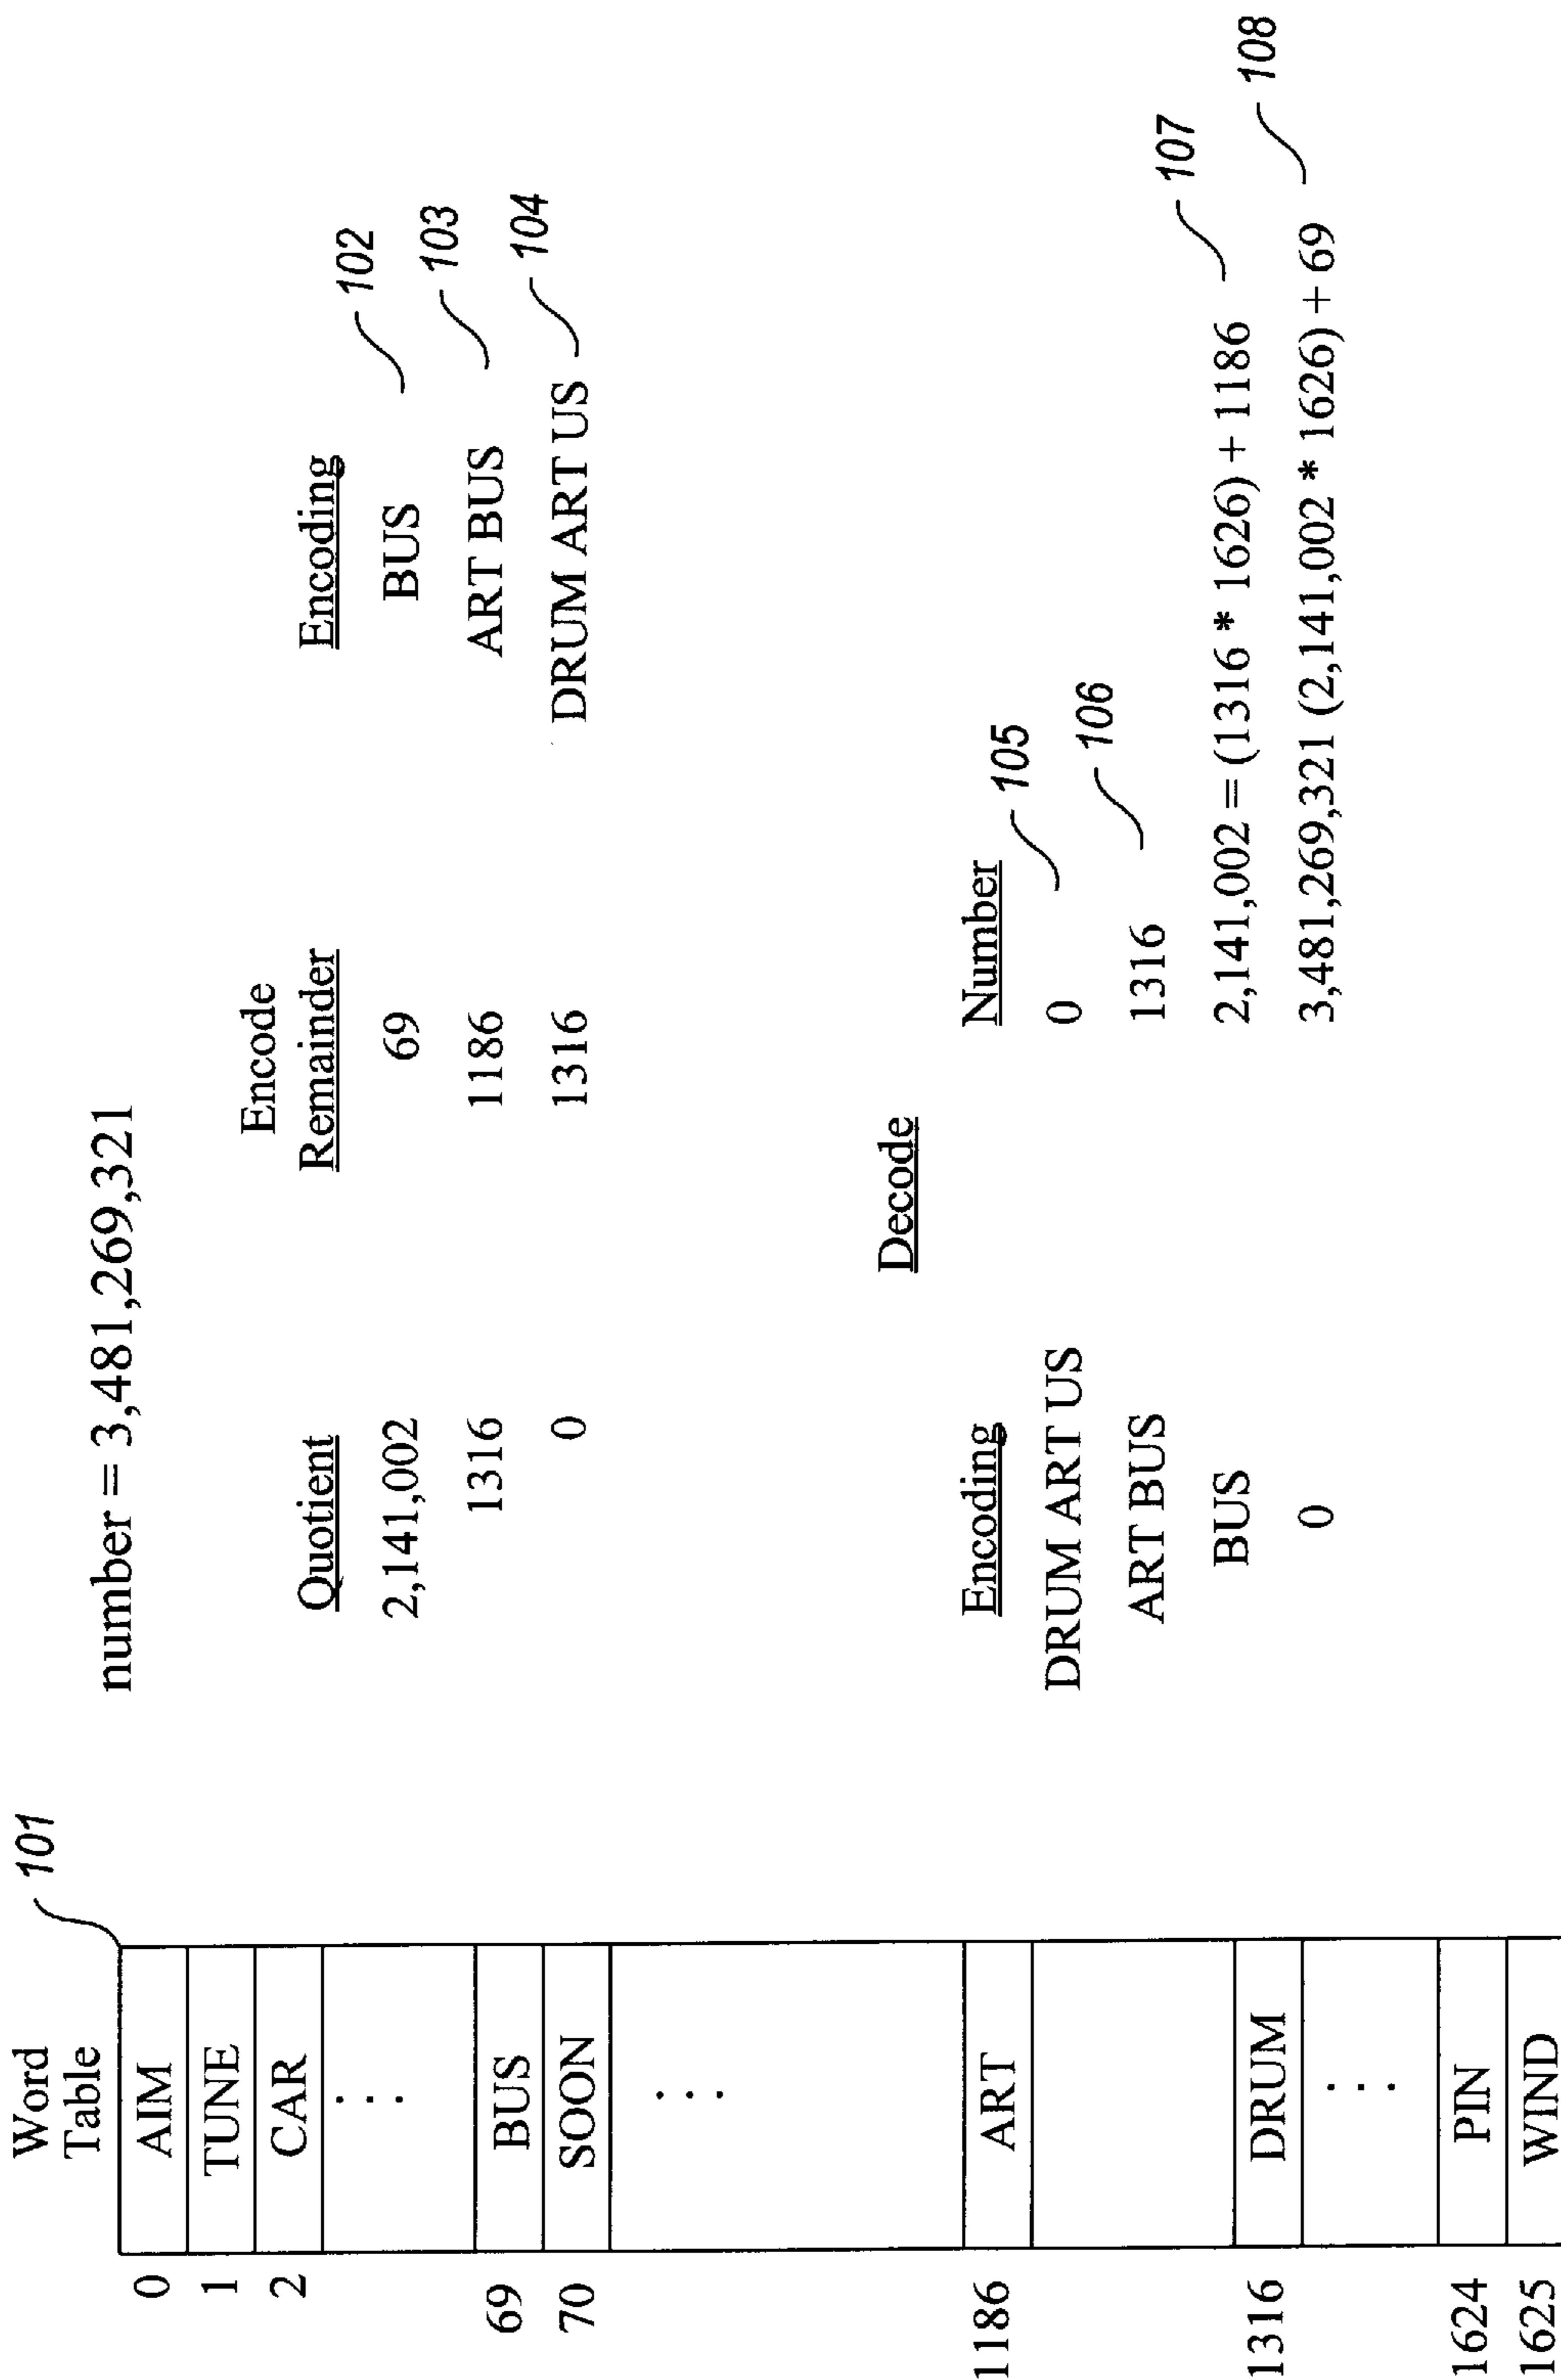 Word
Table
101
0 AIM
1 TUNE
2 CAR
69 BUS
70 SOON
1186 ART
1316 DRUM
1624 PIN
1625 WIND
number = 3,481,269,321
Encode
Quotient Remainder Encoding
2,141,002 69 BUS 102
1316 1186 ART BUS 103
0 1316 DRUM ART US 104
Decode
Encoding Number
DRUM ART US 0 105
ART BUS 1316 106
BUS 2,141,002 = (1316 * 1626) + 1186 107
0 3,481,269,321 (2,141,002 * 1626) + 69 108